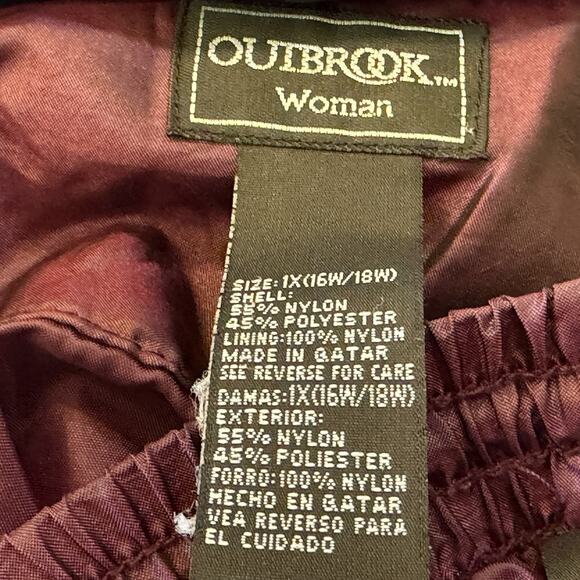 OUTBROOK™
Woman
SIZE: 1X(16W/18W)
SHELL:
55% NYLON
45% POLYESTER
LINING:100% NYLON
MADE IN QATAR
SEE REVERSE FOR CARE
DAMAS:1X(16W/18W)
EXTERIOR:
55% NYLON
45% POLIESTER
FORRO:100% NYLON
HECHO EN QATAR
VEA REVERSO PARA
EL CUIDADO